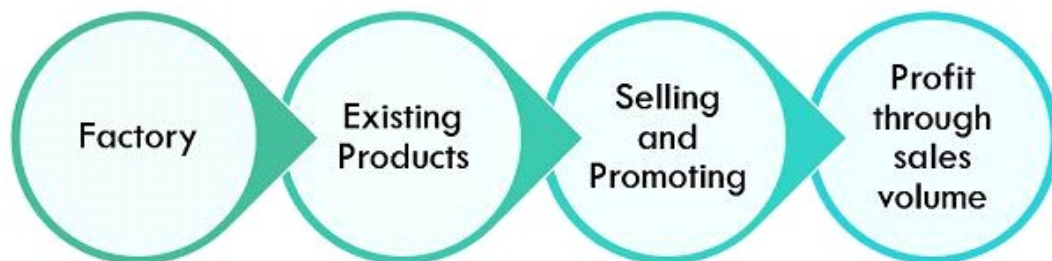 Factory
Existing
Products
Selling
and
Promoting
Profit
through
sales
volume